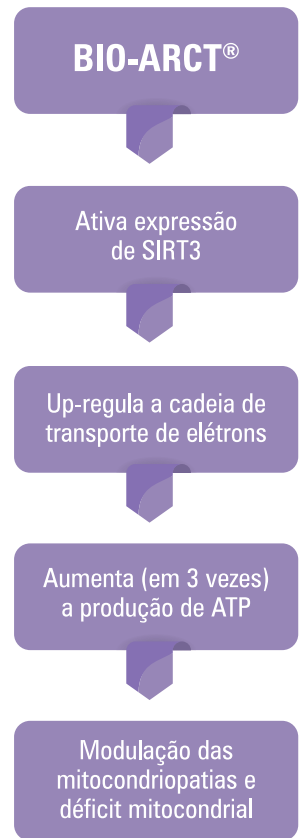 BIO-ARCT®
Ativa expressão
de SIRT3
Up-regula a cadeia de
transporte de elétrons
Aumenta (em 3 vezes)
a produção de ATP
Modulação das
mitocondriopatias e
déficit mitocondrial